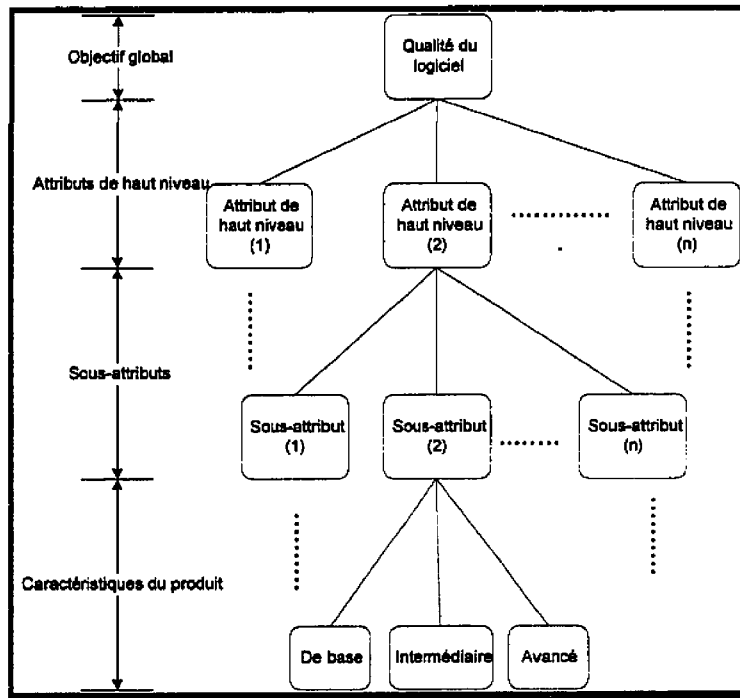 Objectif global
Qualité du
logiciel
Attributs de haut niveau
Attribut de
haut niveau
(1)
Attribut de
haut niveau
(2)
Attribut de
haut niveau
(n)
Sous-attributs
Sous-attribut
(1)
Sous-attribut
(2)
Sous-attribut
(n)
Caractéristiques du produit
De base
Intermédiaire
Avancé